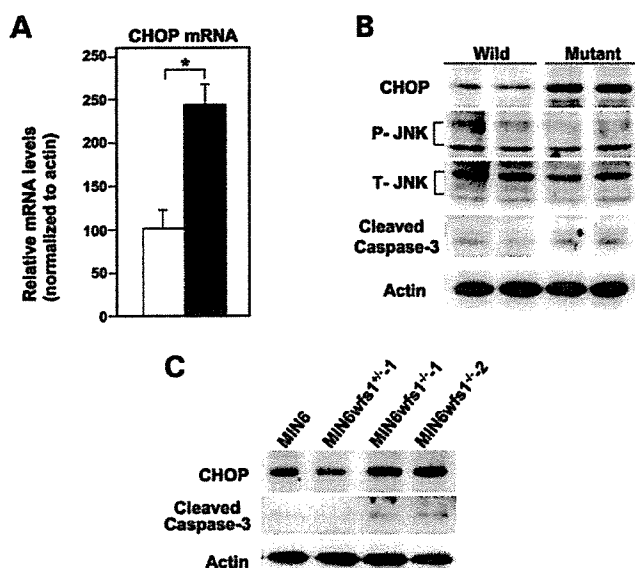 A
CHOP mRNA
*
Relative mRNA levels
(normalized to actin)
250
250
200
150
100
50
0
B
Wild Mutant
CHOP
P- JNK
T- JNK
Cleaved
Caspase-3
Actin
C
MIN6
MIN6wfs1+/--1
MIN6wfs1-/--1
MIN6wfs1-/--2
CHOP
Cleaved
Caspase-3
Actin